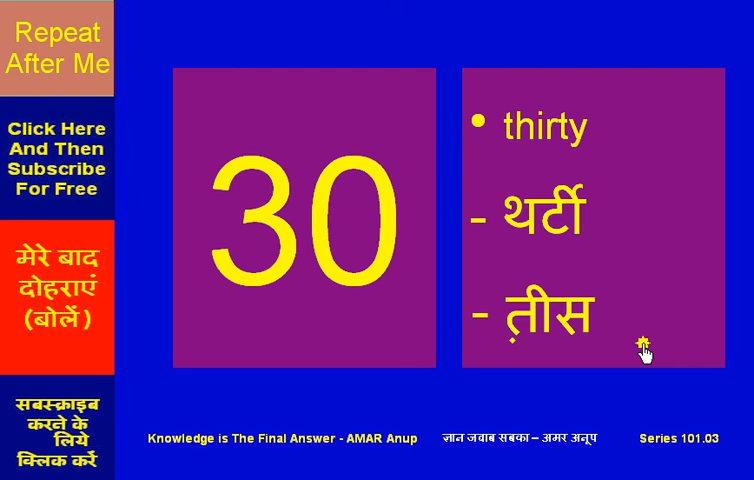 Repeat
After Me
Click Here
And Then
Subscribe
For Free
मेरे बाद
दोहराएं
(बोलें)
सबस्क्राइब
करने के
लिये
क्लिक करें
30
• thirty
- थर्टी
- त़ीस
Knowledge is The Final Answer - AMAR Anup
ज्ञान जवाब सबका – अमर अनूप
Series 101.03